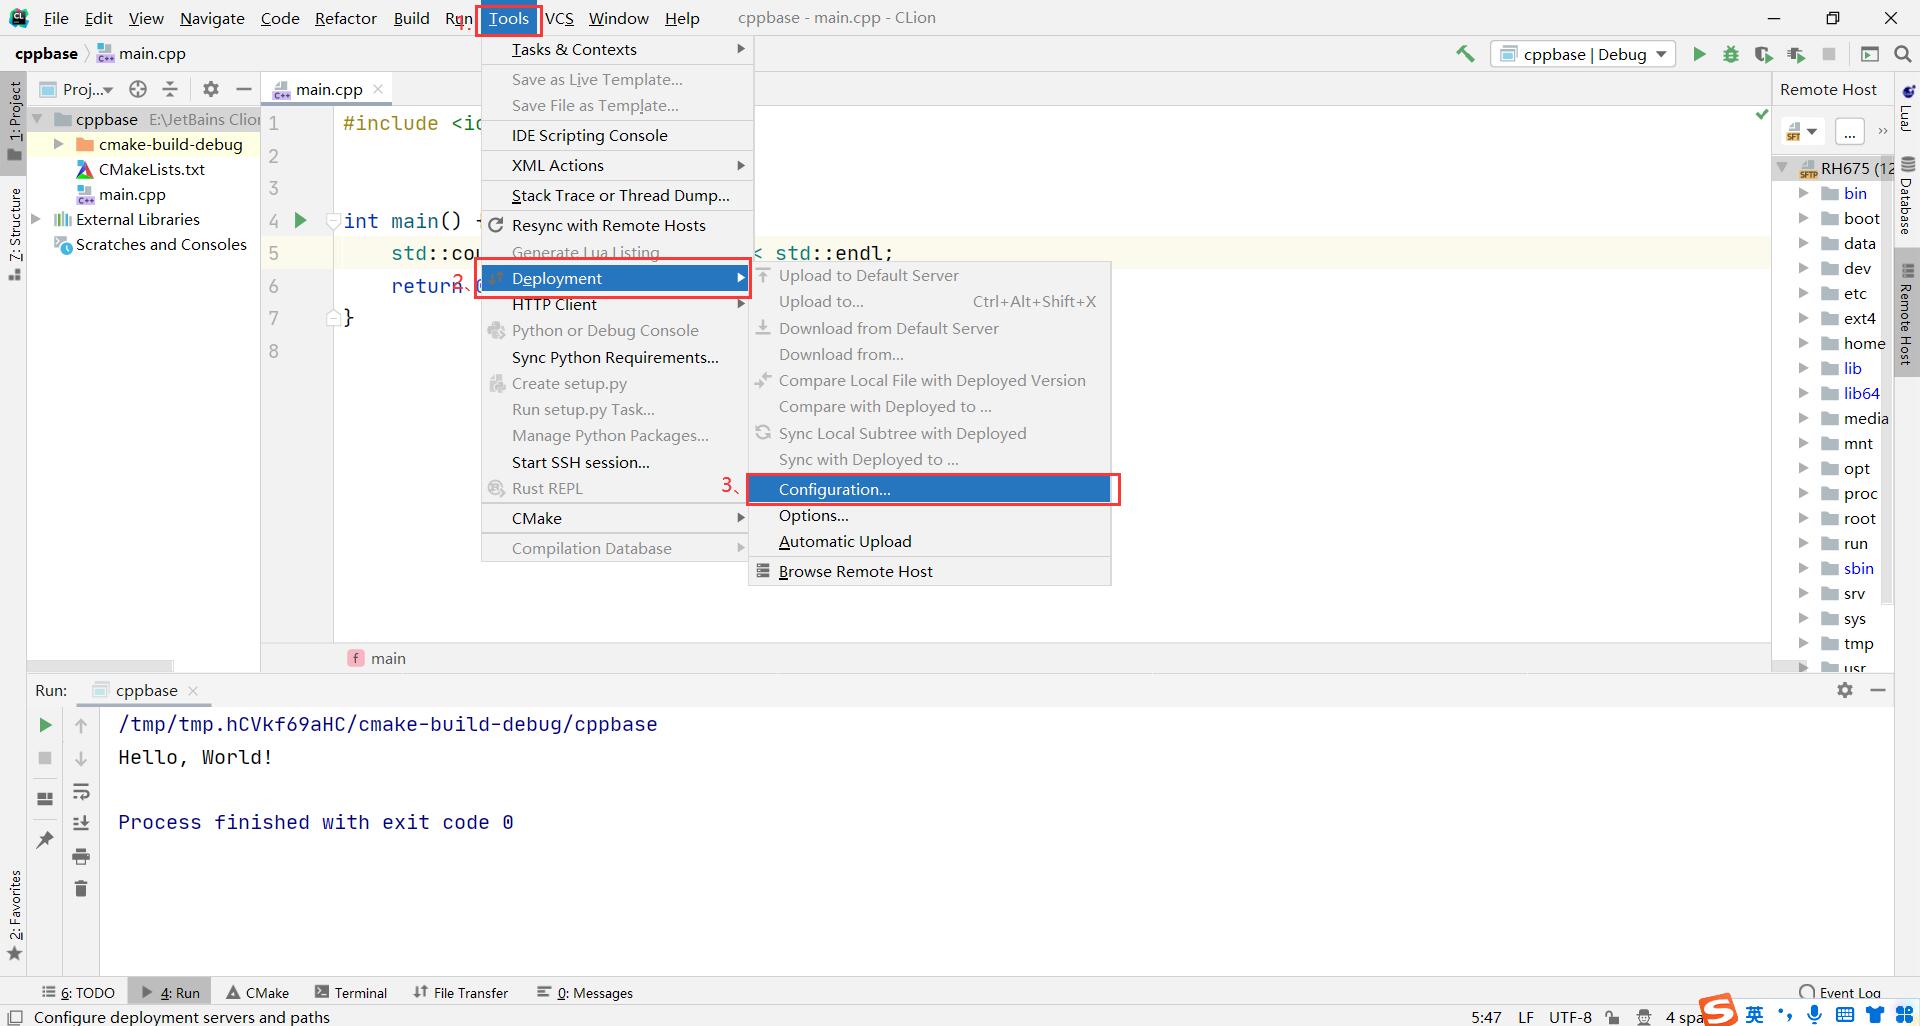 File Edit View Navigate Code Refactor Build Run Tools VCS Window Help cppbase - main.cpp - CLion
1.
cppbase main.cpp
cppbase | Debug
1: Project
7: Structure
2: Favorites
Proj...
main.cpp
cppbase E:\JetBains Clion
cmake-build-debug
CMakeLists.txt
main.cpp
External Libraries
Scratches and Consoles
1 #include
2
3
4 int main() {
5 std::cou < std::endl;
6 return
7 }
8
Tasks & Contexts
Save as Live Template...
Save File as Template...
IDE Scripting Console
XML Actions
Stack Trace or Thread Dump...
Resync with Remote Hosts
Generate Lua Listing
2、
Deployment
HTTP Client
Python or Debug Console
Sync Python Requirements...
Create setup.py
Run setup.py Task...
Manage Python Packages...
Start SSH session...
Rust REPL
CMake
Compilation Database
Upload to Default Server
Upload to... Ctrl+Alt+Shift+X
Download from Default Server
Download from...
Compare Local File with Deployed Version
Compare with Deployed to ...
Sync Local Subtree with Deployed
Sync with Deployed to ...
3、
Configuration...
Options...
Automatic Upload
Browse Remote Host
Remote Host
SFT
...
SFTP RH675 (12
bin
boot
data
dev
etc
ext4
home
lib
lib64
media
mnt
opt
proc
root
run
sbin
srv
sys
tmp
usr
LuaJ
Database
Remote Host
f main
Run: cppbase
/tmp/tmp.hCVkf69aHC/cmake-build-debug/cppbase
Hello, World!
Process finished with exit code 0
6: TODO 4: Run CMake Terminal File Transfer 0: Messages Event Log
Configure deployment servers and paths 5:47 LF UTF-8 4 spa
英